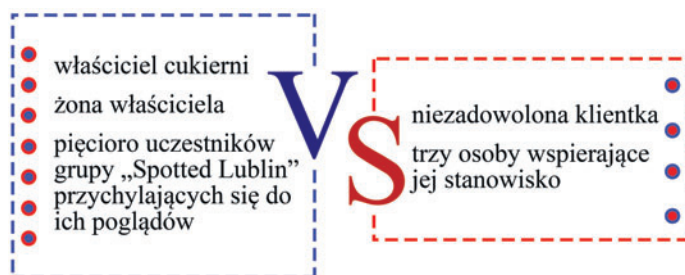 właściciel cukierni
żona właściciela
pięcioro uczestników
grupy „Spotted Lublin”
przychylających się do
ich poglądów
VS
niezadowolona klientka
trzy osoby wspierające
jej stanowisko